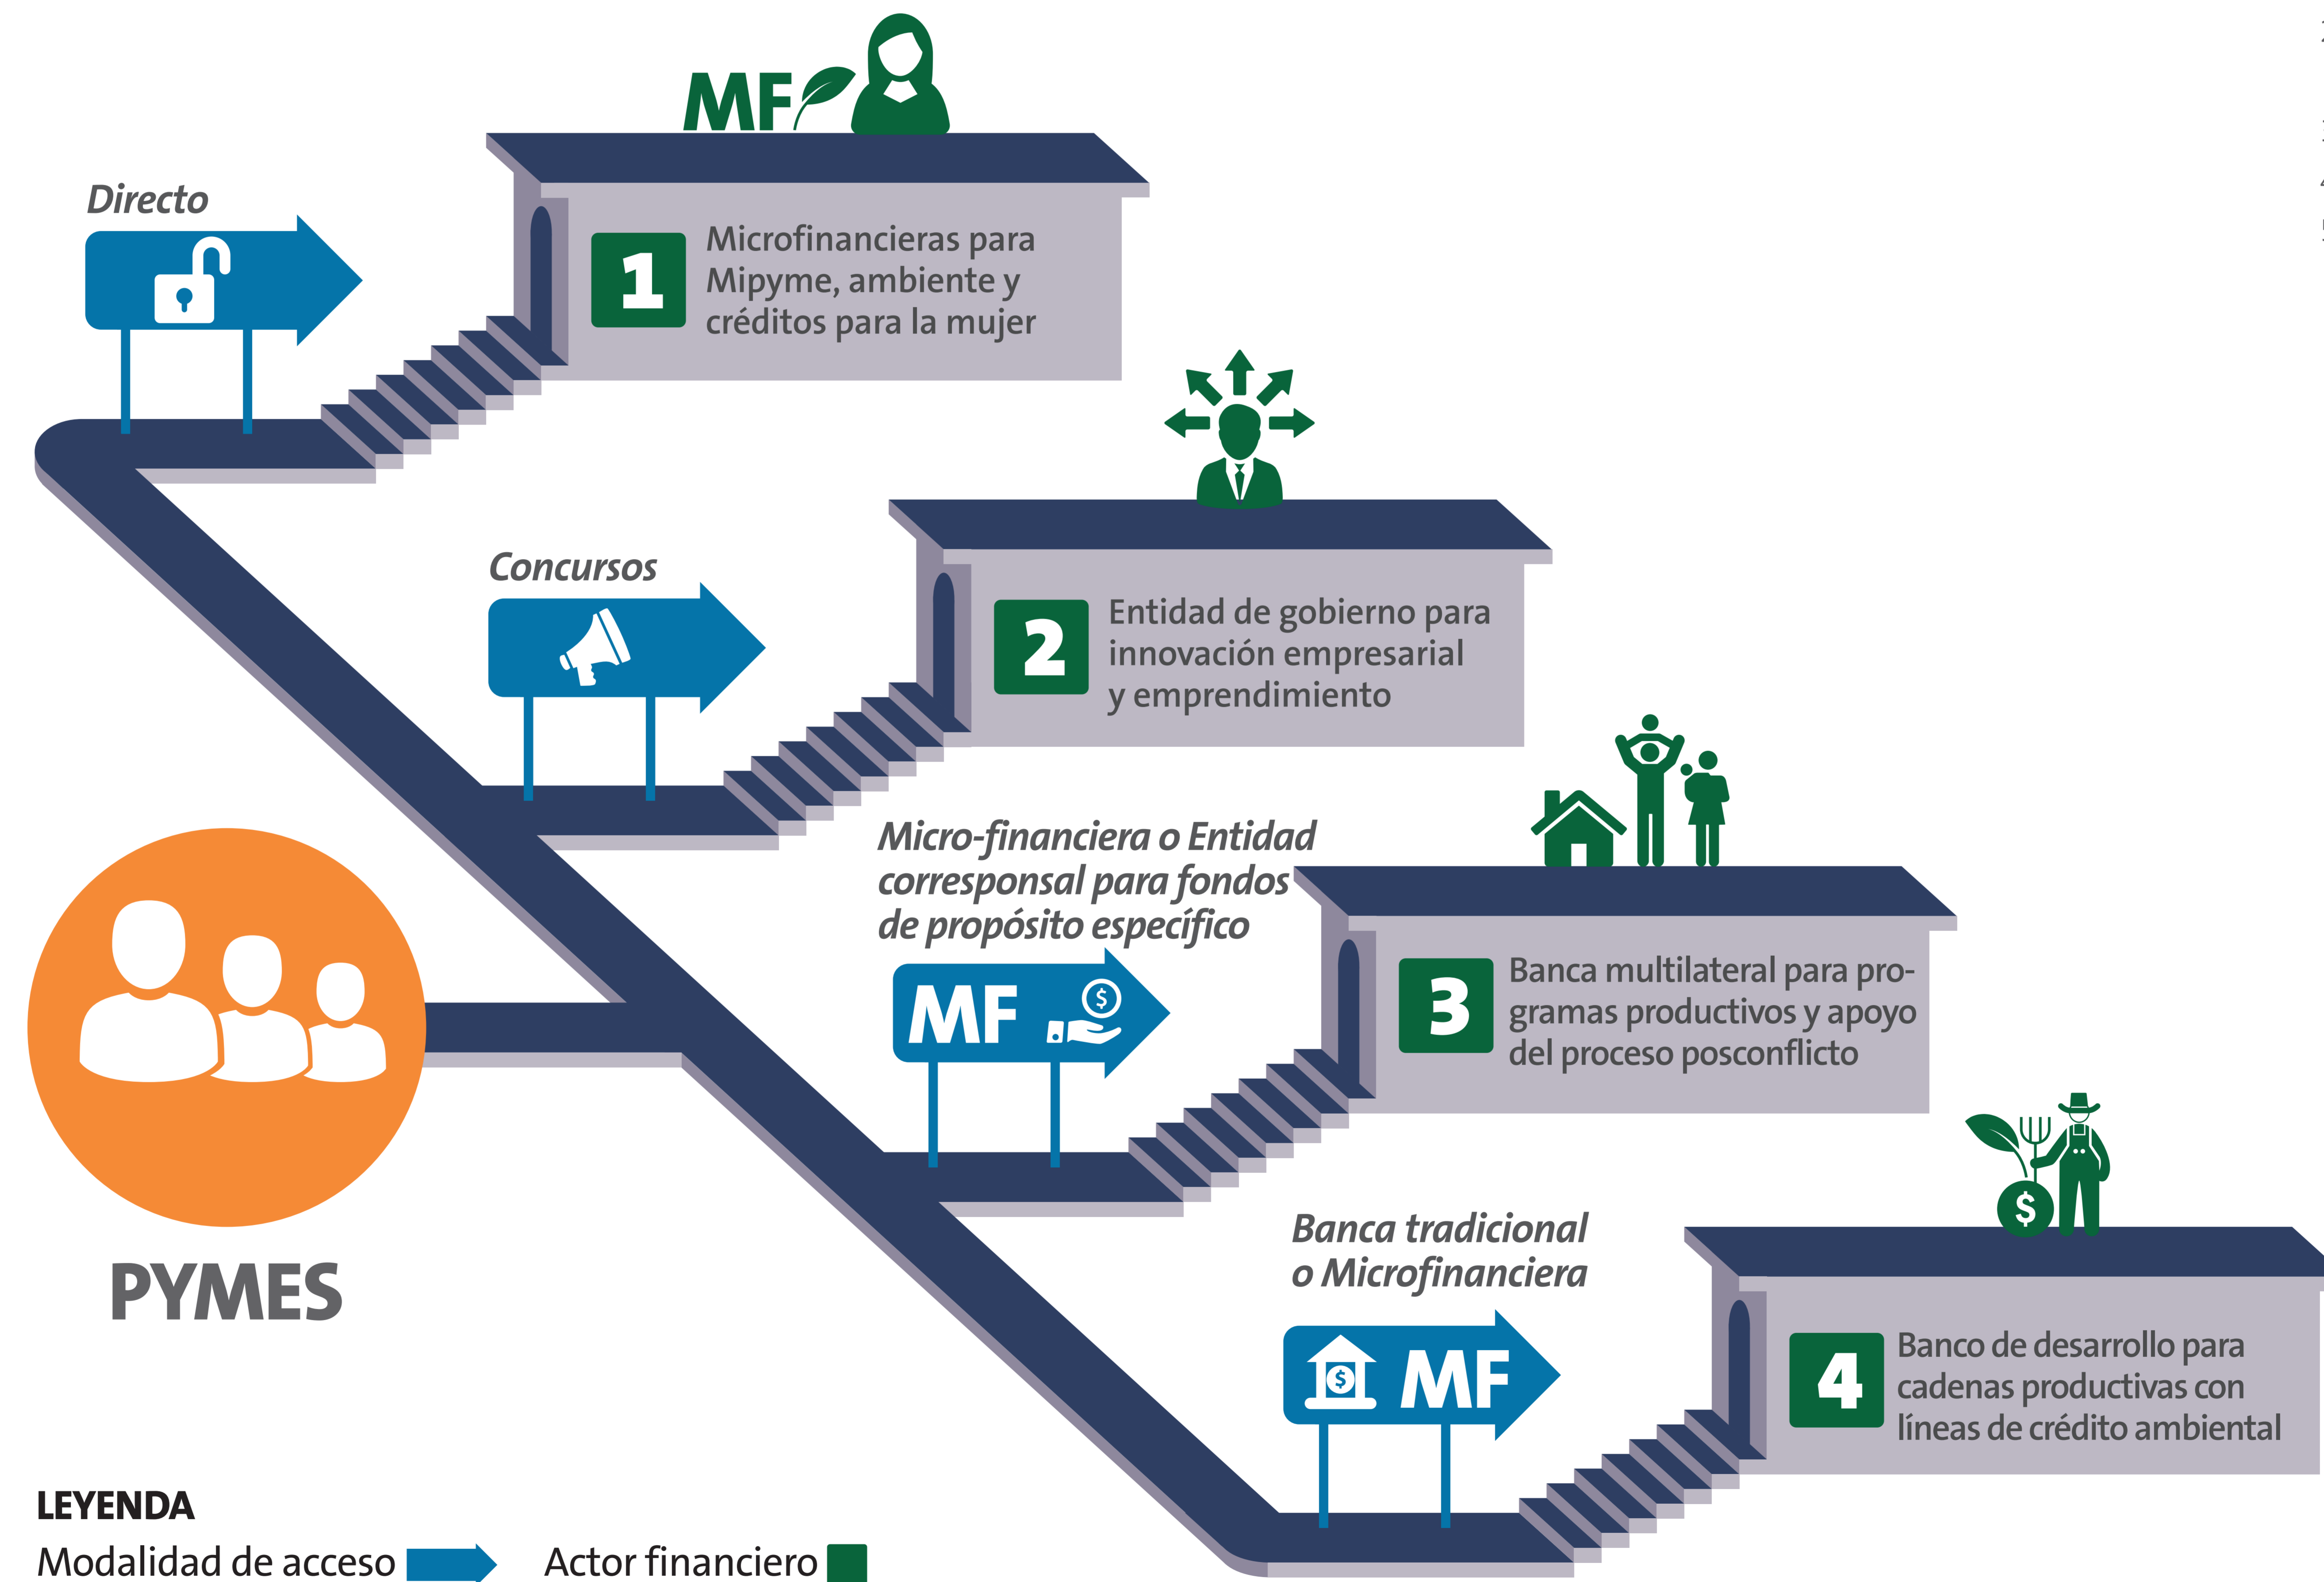 MF
Directo
1
Microfinancieras para
Mipyme, ambiente y
créditos para la mujer
Concursos
2
Entidad de gobierno para
innovación empresarial
y emprendimiento
Micro-financiera o Entidad
corresponsal para fondos
de propósito específico
MF
$
3
Banca multilateral para pro-
gramas productivos y apoyo
del proceso posconflicto
PYMES
Banca tradicional
o Microfinanciera
$
MF
$
4
Banco de desarrollo para
cadenas productivas con
líneas de crédito ambiental
LEYENDA
Modalidad de acceso
Actor financiero